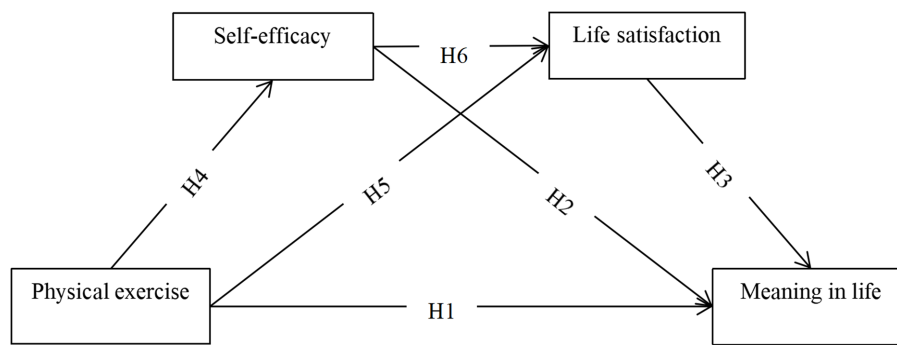 Self-efficacy
H6
Life satisfaction
H4
H5
H2
H3
Physical exercise
H1
Meaning in life